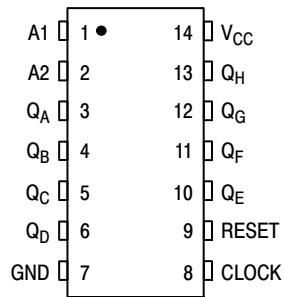 A1 1 14 VCC
A2 2 13 QH
QA 3 12 QG
QB 4 11 QF
QC 5 10 QE
QD 6 9 RESET
GND 7 8 CLOCK